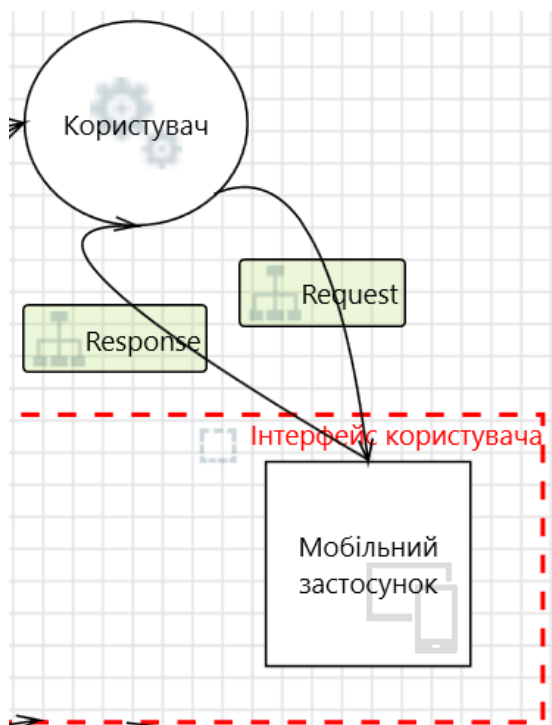 Користувач
Request
Response
Інтерфейс користувача
Мобільний
застосунок